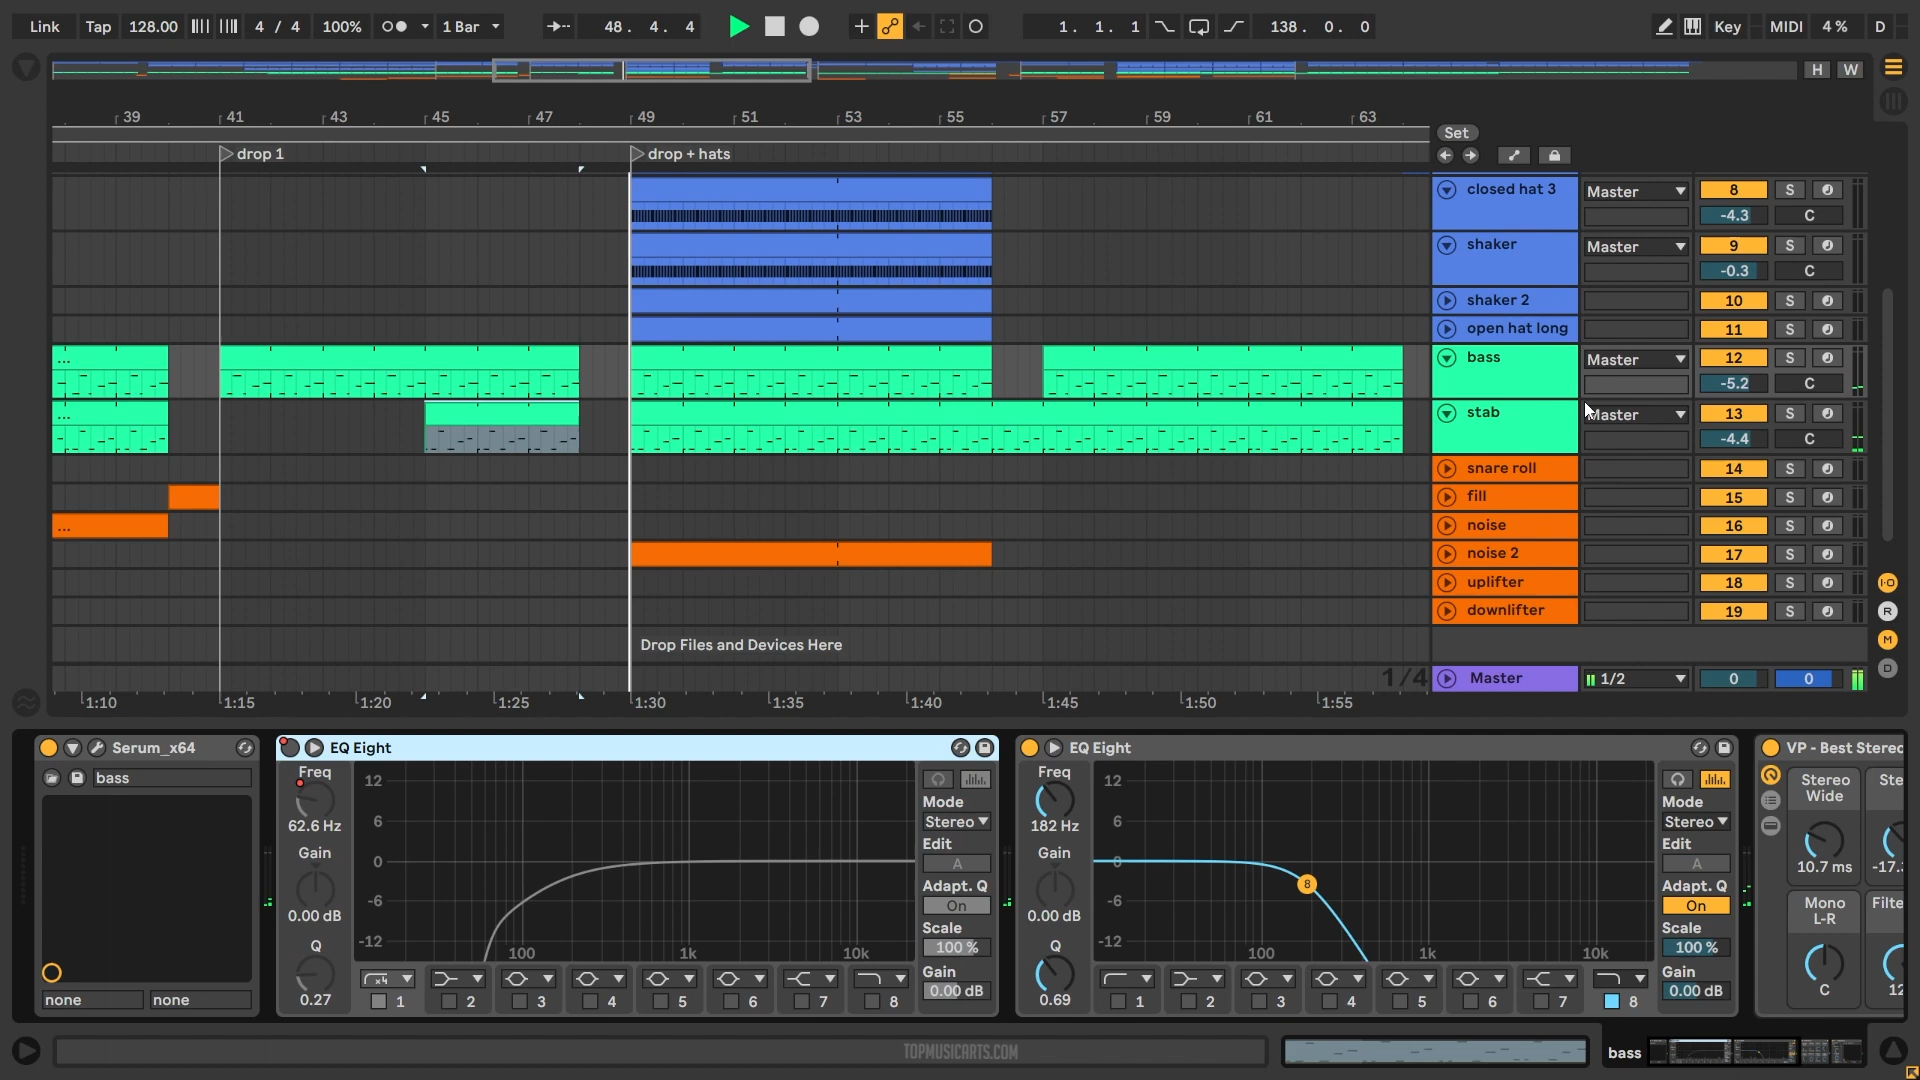 Link Tap 128.00 4 / 4 100% 1 Bar 48. 4. 4 1. 1. 1 138. 0. 0 Key MIDI 4 % D
H W
39 41 43 45 47 49 51 53 55 57 59 61 63
Set
drop 1 drop + hats
closed hat 3 Master 8 S
-4.3 C
shaker Master 9 S
-0.3 C
shaker 2 10 S
open hat long 11 S
... bass Master 12 S
-5.2 C
... stab Master 13 S
-4.4 C
snare roll 14 S
fill 15 S
... noise 16 S
noise 2 17 S
uplifter 18 S
I·O
downlifter 19 S
R
Drop Files and Devices Here
M
1/4 Master 1/2 0 0
D
1:10 1:15 1:20 1:25 1:30 1:35 1:40 1:45 1:50 1:55
Serum_x64 EQ Eight EQ Eight VP - Best Stereo
bass
Freq 12 Freq 12 Stereo Wide Ste
Mode Mode
62.6 Hz 6 Stereo 182 Hz 6 Stereo
Gain Edit Gain Edit
0 A 0 A 10.7 ms -17.
Adapt. Q Adapt. Q
0.00 dB -6 On 0.00 dB -6 On Mono L-R Filte
Q Scale Q Scale
-12 100 1k 10k 100 % -12 100 1k 10k 100 %
Gain Gain
x4
0.00 dB 0.00 dB C 12
none none 0.27 1 2 3 4 5 6 7 8 0.69 1 2 3 4 5 6 7 8
TOPMUSICARTS.COM bass